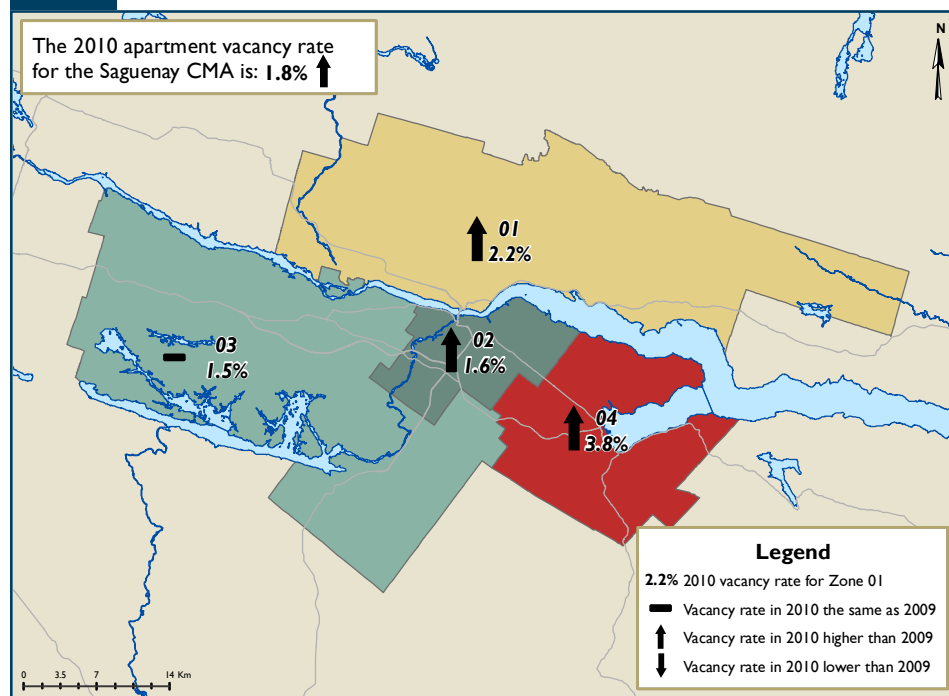 The 2010 apartment vacancy rate
for the Saguenay CMA is: 1.8%
N
01
2.2%
02
1.6%
03
1.5%
04
3.8%
Legend
2.2% 2010 vacancy rate for Zone 01
Vacancy rate in 2010 the same as 2009
Vacancy rate in 2010 higher than 2009
Vacancy rate in 2010 lower than 2009
0 3.5 7 14 Km